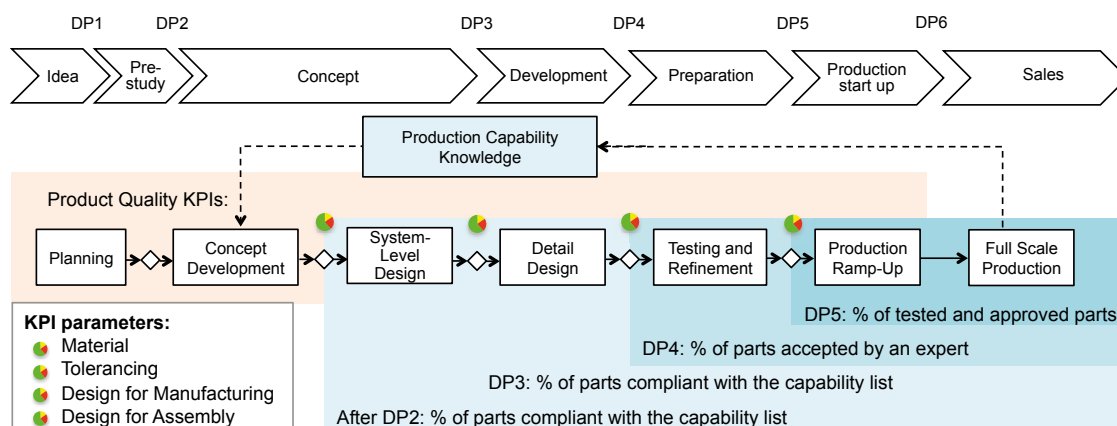 DP1
DP2
DP3
DP4
DP5
DP6
Idea
Pre-
study
Concept
Development
Preparation
Production
start up
Sales
Production Capability
Knowledge
Product Quality KPIs:
Planning
Concept
Development
System-
Level
Design
Detail
Design
Testing and
Refinement
Production
Ramp-Up
Full Scale
Production
KPI parameters:
Material
Tolerancing
Design for Manufacturing
Design for Assembly
DP5: % of tested and approved parts
DP4: % of parts accepted by an expert
DP3: % of parts compliant with the capability list
After DP2: % of parts compliant with the capability list